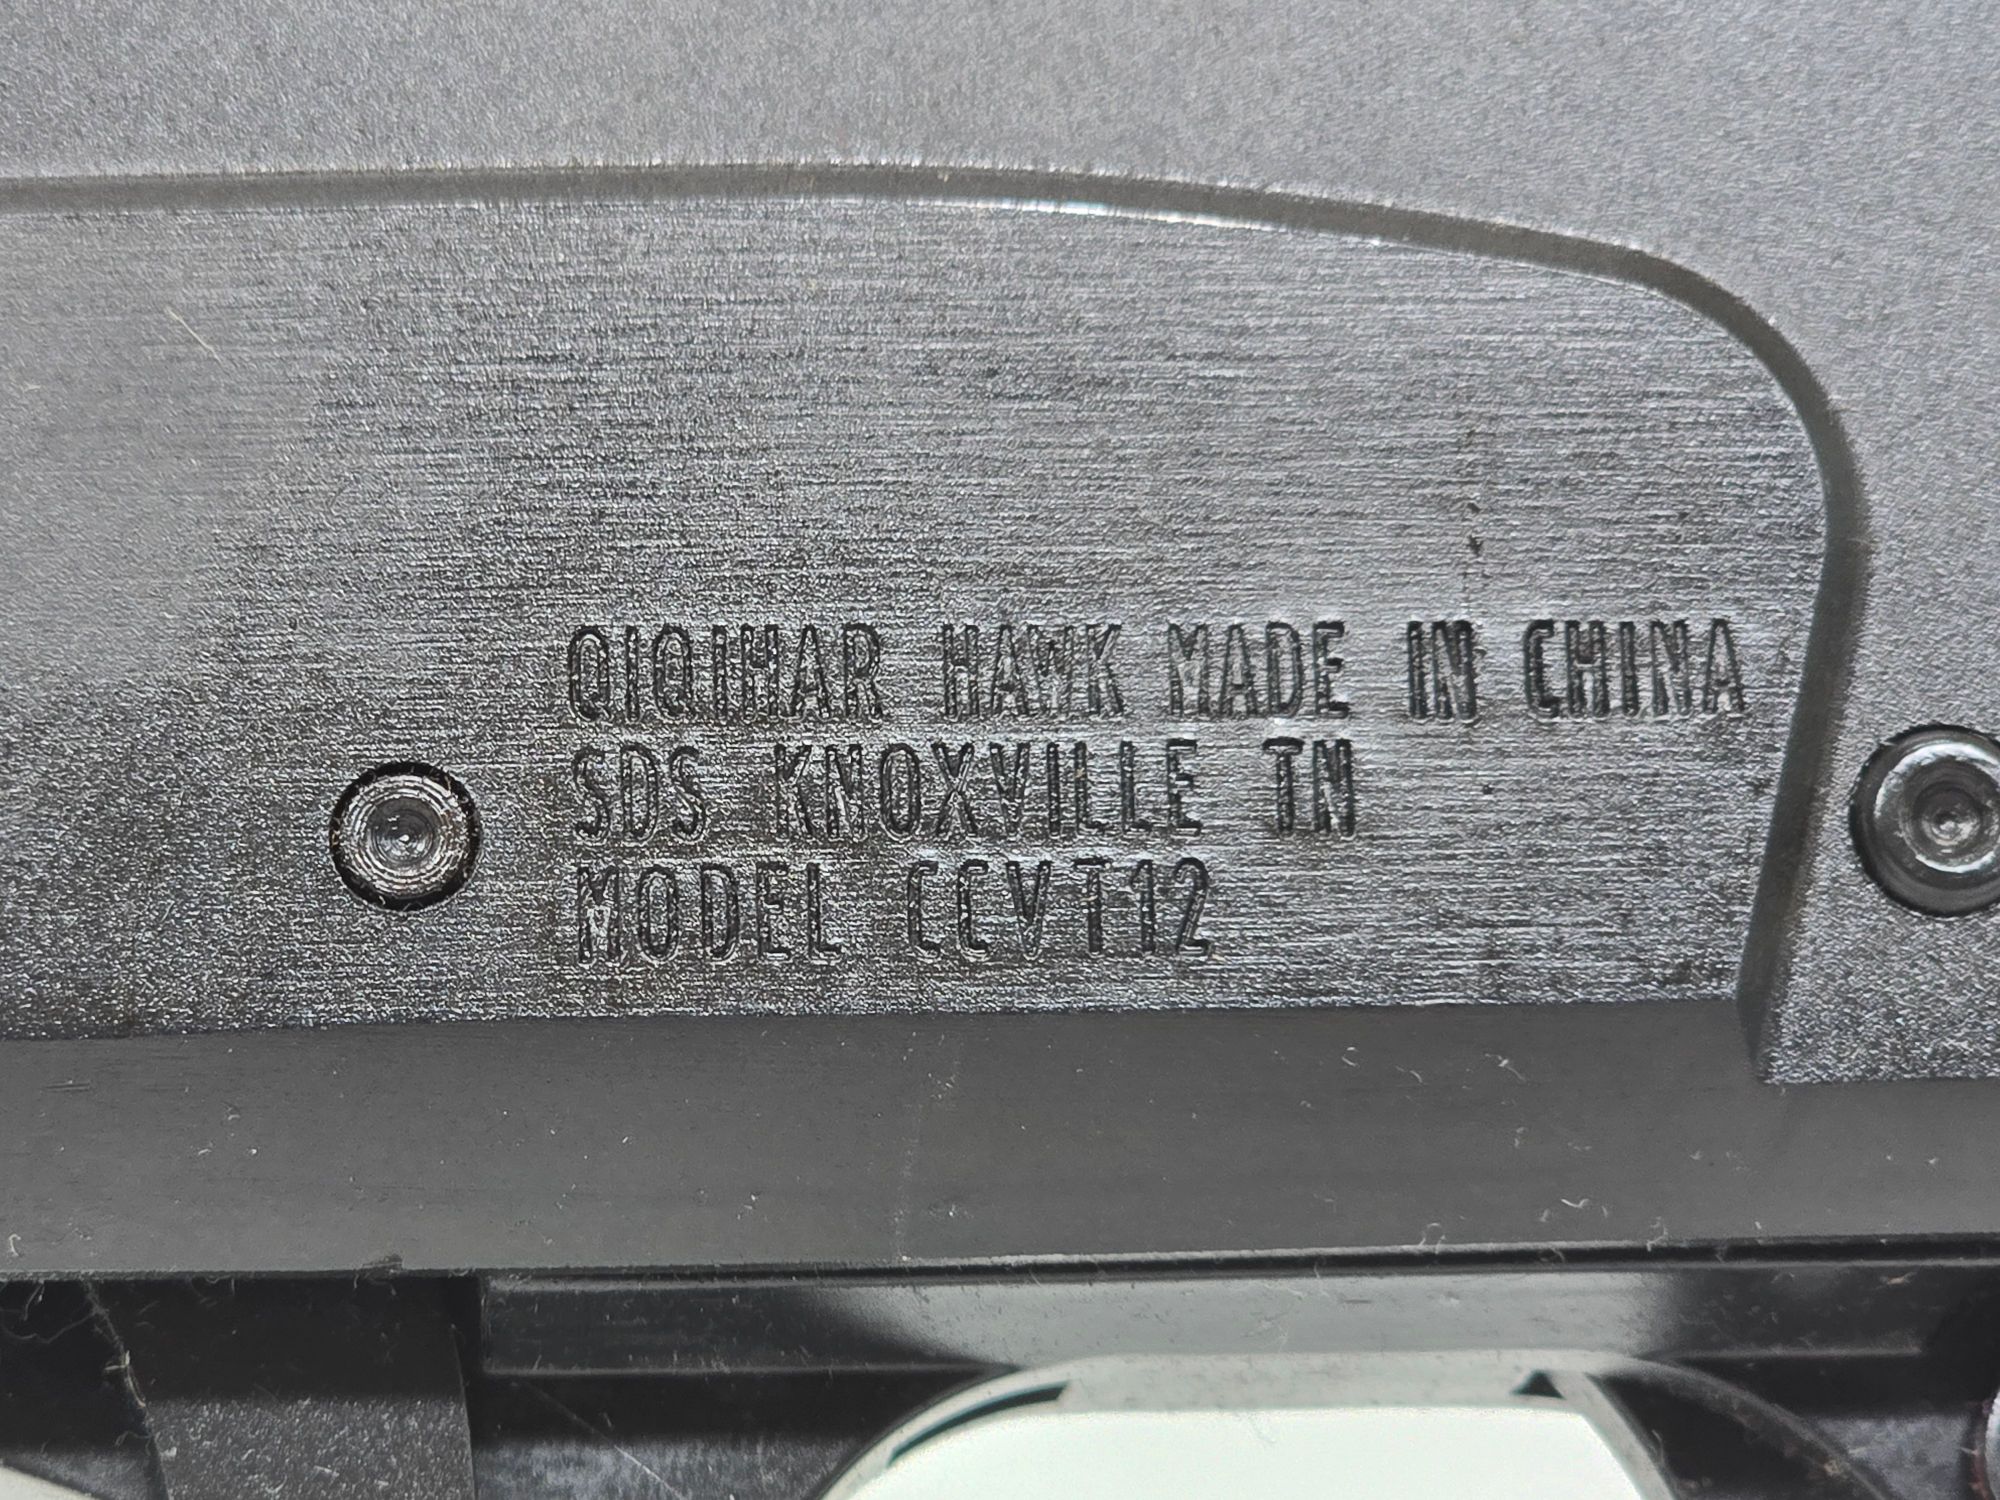 QIQIHAR HAWK MADE IN CHINA
SDS KNOXVILLE TN
MODEL CCVT12